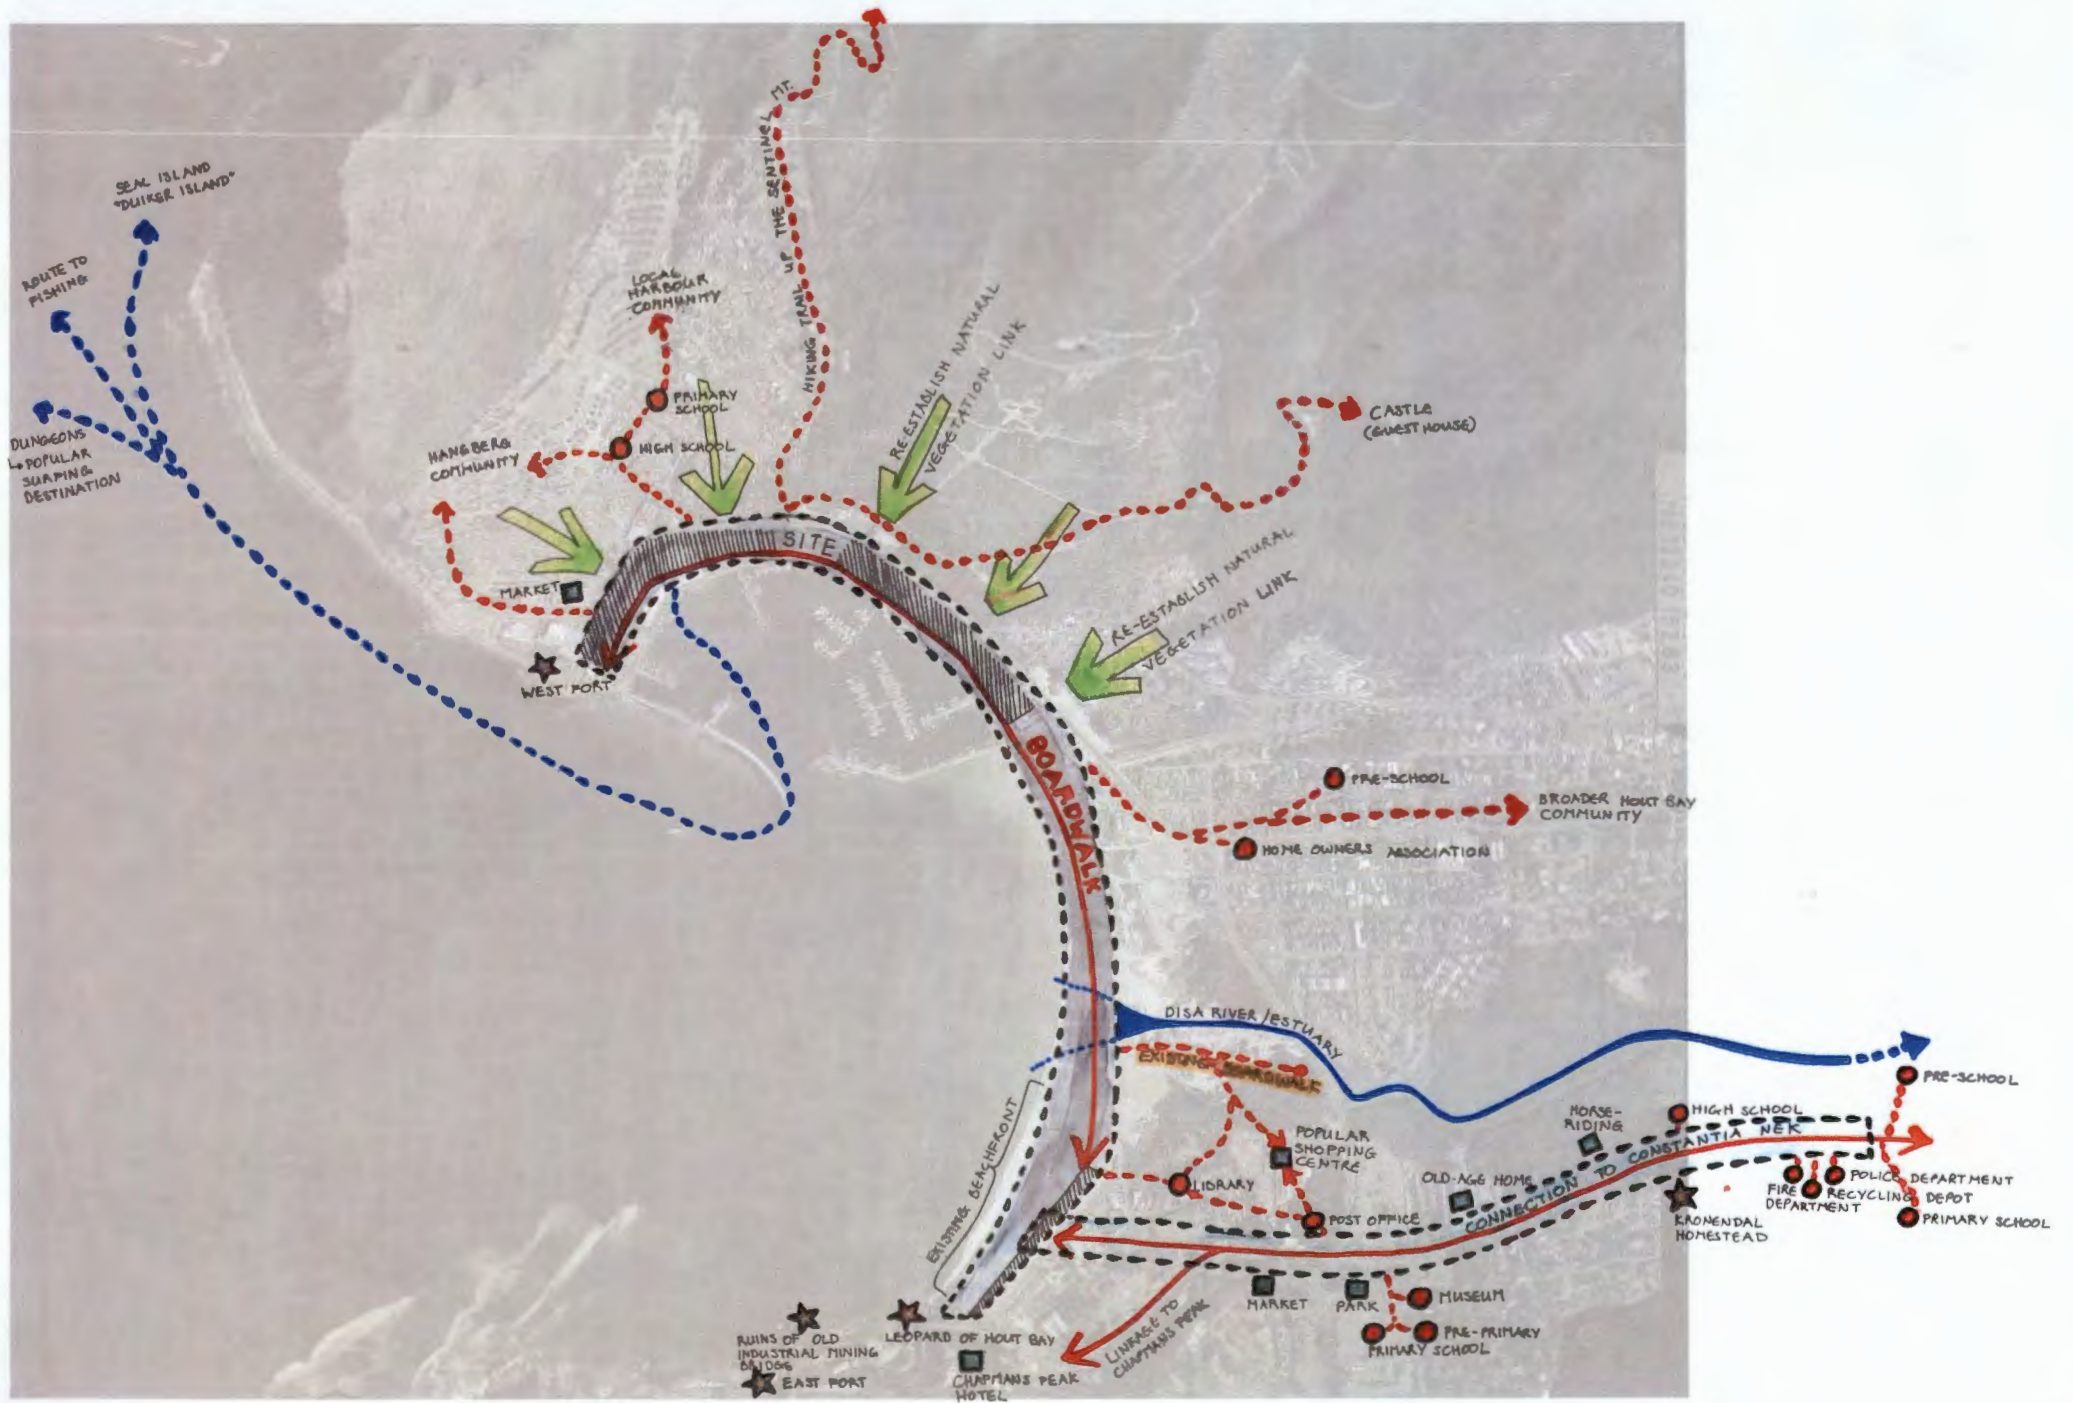 SEAL ISLAND
"DUIKER ISLAND"
ROUTE TO
FISHING
DUNGEONS
↳ POPULAR
SURFING
DESTINATION
HIKING TRAIL UP THE SENTINEL MT.
LOCAL
HARBOUR
COMMUNITY
PRIMARY
SCHOOL
HIGH SCHOOL
HANGBERG
COMMUNITY
RE-ESTABLISH NATURAL
VEGETATION LINK
CASTLE
(GUEST HOUSE)
SITE
MARKET
WEST FORT
RE-ESTABLISH NATURAL
VEGETATION LINK
BOARDWALK
PRE-SCHOOL
BROADER HOUT BAY
COMMUNITY
HOME OWNERS ASSOCIATION
DISA RIVER/ESTUARY
EXISTING BOARDWALK
EXISTING BEACHFRONT
POPULAR
SHOPPING
CENTRE
LIBRARY
POST OFFICE
OLD-AGE HOME
HORSE-
RIDING
HIGH SCHOOL
CONNECTION TO CONSTANTIA NEK
PRE-SCHOOL
POLICE DEPARTMENT
RECYCLING DEPOT
FIRE
DEPARTMENT
PRIMARY SCHOOL
KRONENDAL
HOMESTEAD
LINKAGE TO
CHAPMANS PEAK
MARKET
PARK
MUSEUM
PRE-PRIMARY
PRIMARY SCHOOL
RUINS OF OLD
INDUSTRIAL MINING
BRIDGE
EAST FORT
LEOPARD OF HOUT BAY
CHAPMANS PEAK
HOTEL